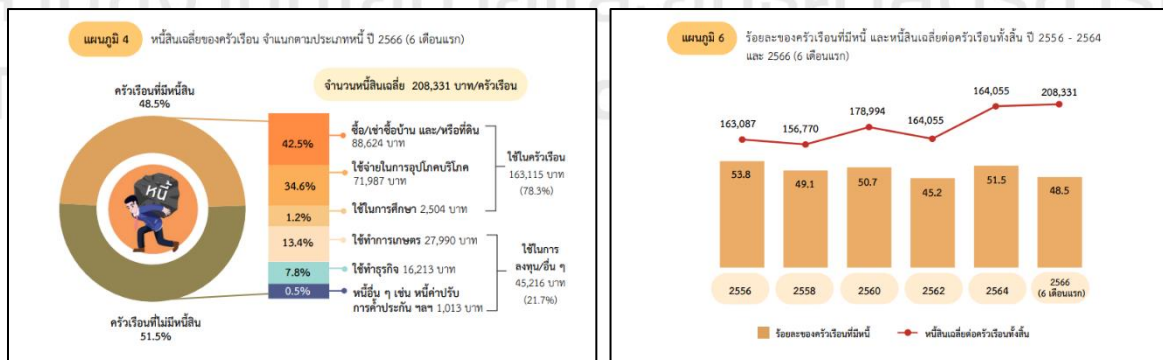 แผนภูมิ 4
หนี้สินเฉลี่ยของครัวเรือน จำแนกตามประเภทหนี้ ปี 2566 (6 เดือนแรก)
จำนวนหนี้สินเฉลี่ย 208,331 บาท/ครัวเรือน
ครัวเรือนที่มีหนี้สิน
48.5%
หนี้
ครัวเรือนที่ไม่มีหนี้สิน
51.5%
42.5%
34.6%
1.2%
13.4%
7.8%
0.5%
ซื้อ/เช่าซื้อบ้าน และ/หรือที่ดิน
88,624 บาท
ใช้จ่ายในการอุปโภคบริโภค
71,987 บาท
ใช้ในการศึกษา 2,504 บาท
ใช้ทำการเกษตร 27,990 บาท
ใช้ทำธุรกิจ 16,213 บาท
หนี้อื่น ๆ เช่น หนี้ค่าปรับ
การค้ำประกัน ฯลฯ 1,013 บาท
ใช้ในครัวเรือน
163,115 บาท
(78.3%)
ใช้ในการ
ลงทุน/อื่น ๆ
45,216 บาท
(21.7%)
แผนภูมิ 6
ร้อยละของครัวเรือนที่มีหนี้ และหนี้สินเฉลี่ยต่อครัวเรือนทั้งสิ้น ปี 2556 - 2564
และ 2566 (6 เดือนแรก)
163,087 156,770 178,994 164,055 164,055 208,331
53.8 49.1 50.7 45.2 51.5 48.5
2556 2558 2560 2562 2564 2566
(6 เดือนแรก)
ร้อยละของครัวเรือนที่มีหนี้ หนี้สินเฉลี่ยต่อครัวเรือนทั้งสิ้น